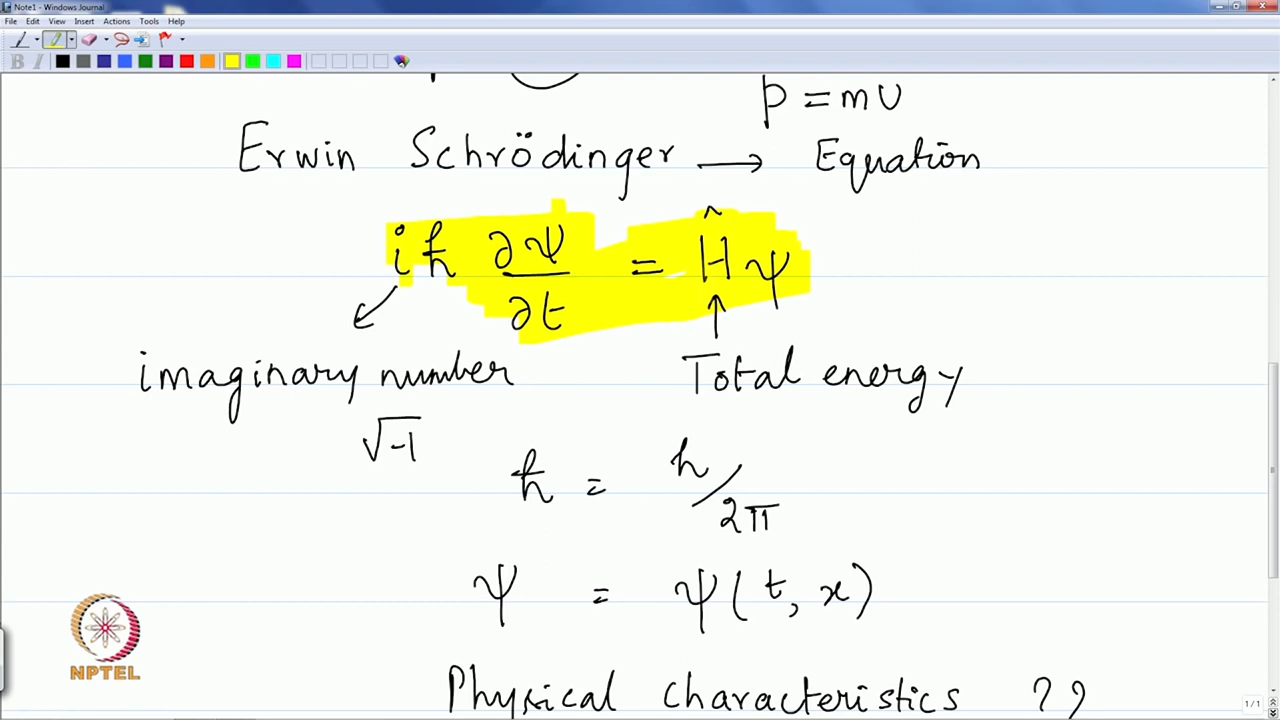 Note1 - Windows Journal
File Edit View Insert Actions Tools Help
B I
p = mv
Erwin Schrödinger → Equation
iħ ∂ψ/∂t = Ĥψ
imaginary number
Total energy
√-1
ħ = h/2π
ψ = ψ(t, x)
NPTEL
Physical characteristics ??
1/1